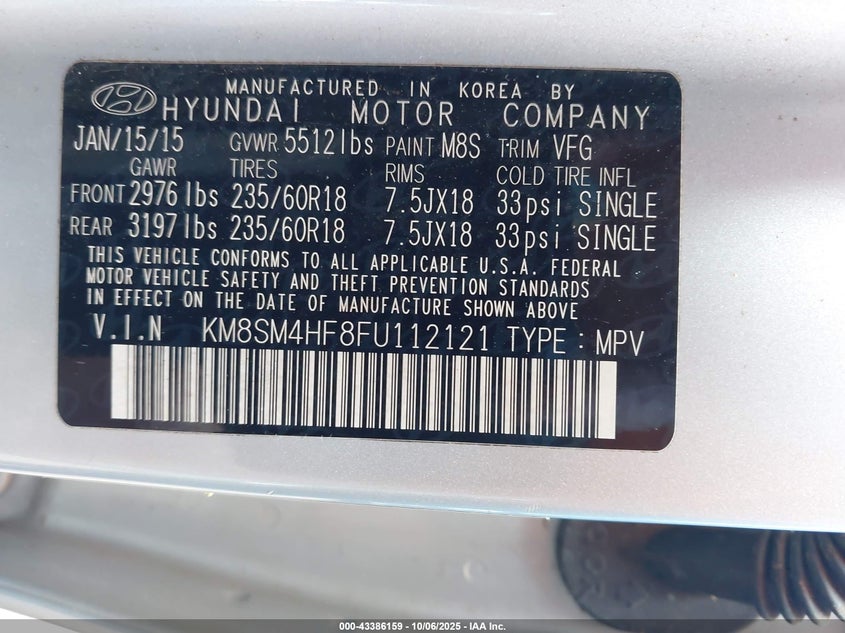 MANUFACTURED IN KOREA BY
HYUNDAI MOTOR COMPANY
JAN/15/15 GVWR 5512lbs PAINT M8S TRIM VFG
GAWR TIRES RIMS COLD TIRE INFL
FRONT 2976lbs 235/60R18 7.5JX18 33psi SINGLE
REAR 3197lbs 235/60R18 7.5JX18 33psi SINGLE
THIS VEHICLE CONFORMS TO ALL APPLICABLE U.S.A. FEDERAL
MOTOR VEHICLE SAFETY AND THEFT PREVENTION STANDARDS
IN EFFECT ON THE DATE OF MANUFACTURE SHOWN ABOVE
V.I.N KM8SM4HF8FU112121 TYPE : MPV
000-43386159 - 10/06/2025 - IAA Inc.